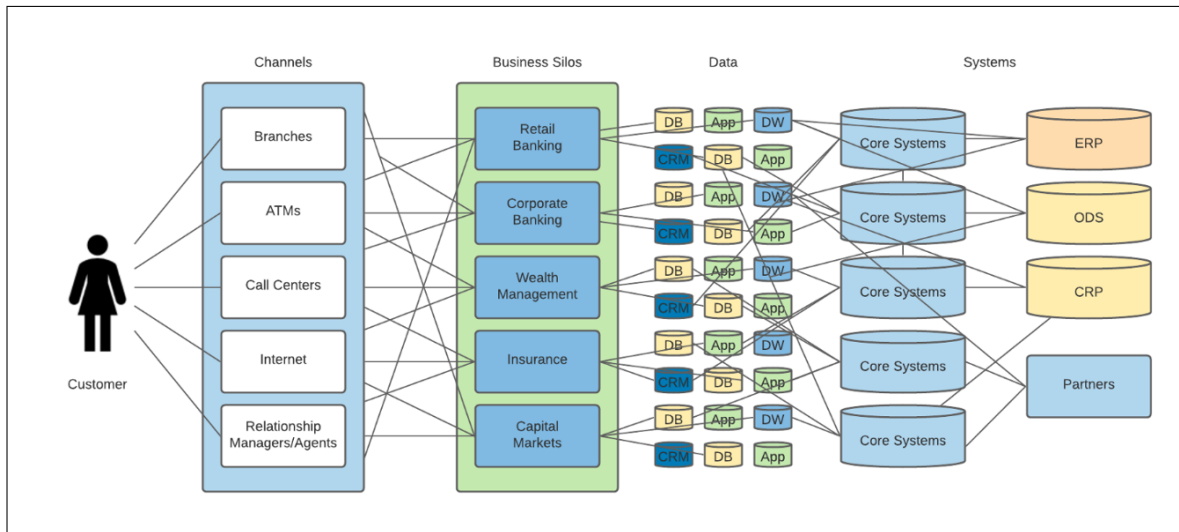 Channels
Business Silos
Data
Systems
Customer
Branches
ATMs
Call Centers
Internet
Relationship
Managers/Agents
Retail
Banking
Corporate
Banking
Wealth
Management
Insurance
Capital
Markets
DB App DW
CRM DB App
DB App DW
CRM DB App
DB App DW
CRM DB App
DB App DW
CRM DB App
DB App DW
CRM DB App
Core Systems
Core Systems
Core Systems
Core Systems
Core Systems
ERP
ODS
CRP
Partners